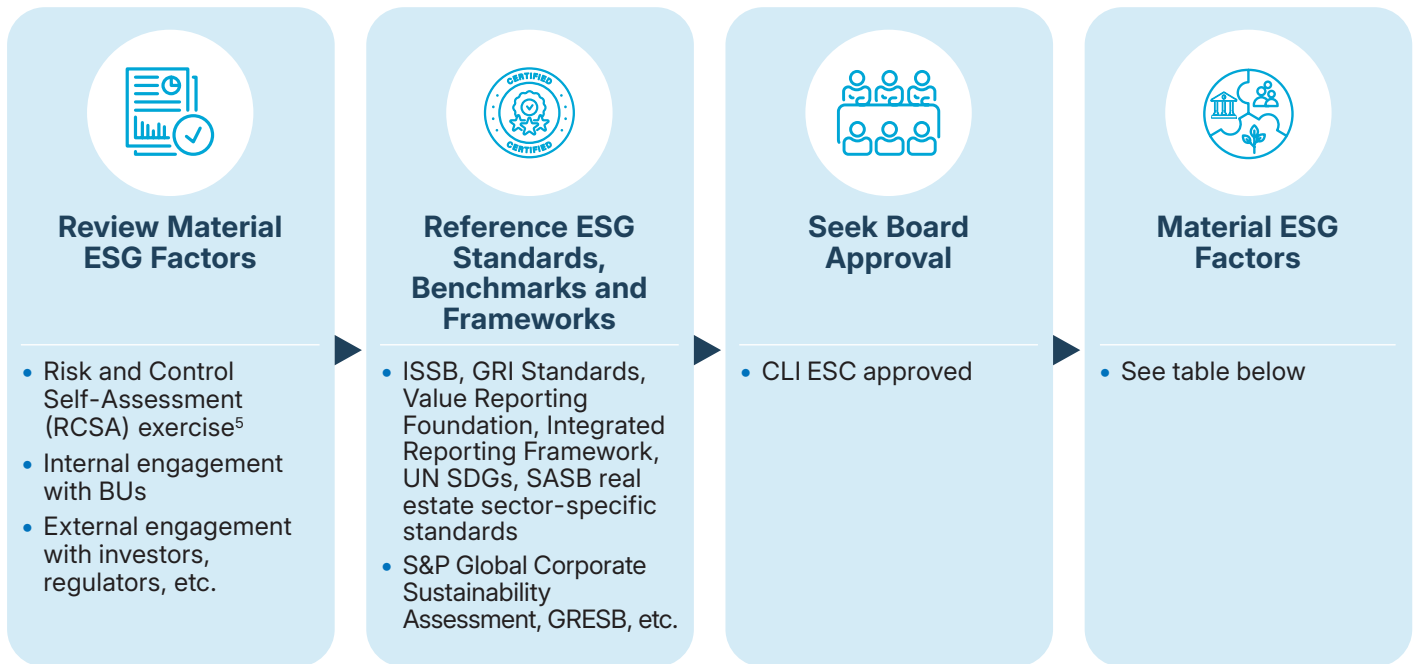 Review Material
ESG Factors
• Risk and Control
Self-Assessment
(RCSA) exercise⁵
• Internal engagement
with BUs
• External engagement
with investors,
regulators, etc.
CERTIFIED
CERTIFIED
Reference ESG
Standards,
Benchmarks and
Frameworks
• ISSB, GRI Standards,
Value Reporting
Foundation, Integrated
Reporting Framework,
UN SDGs, SASB real
estate sector-specific
standards
• S&P Global Corporate
Sustainability
Assessment, GRESB, etc.
Seek Board
Approval
• CLI ESC approved
Material ESG
Factors
• See table below